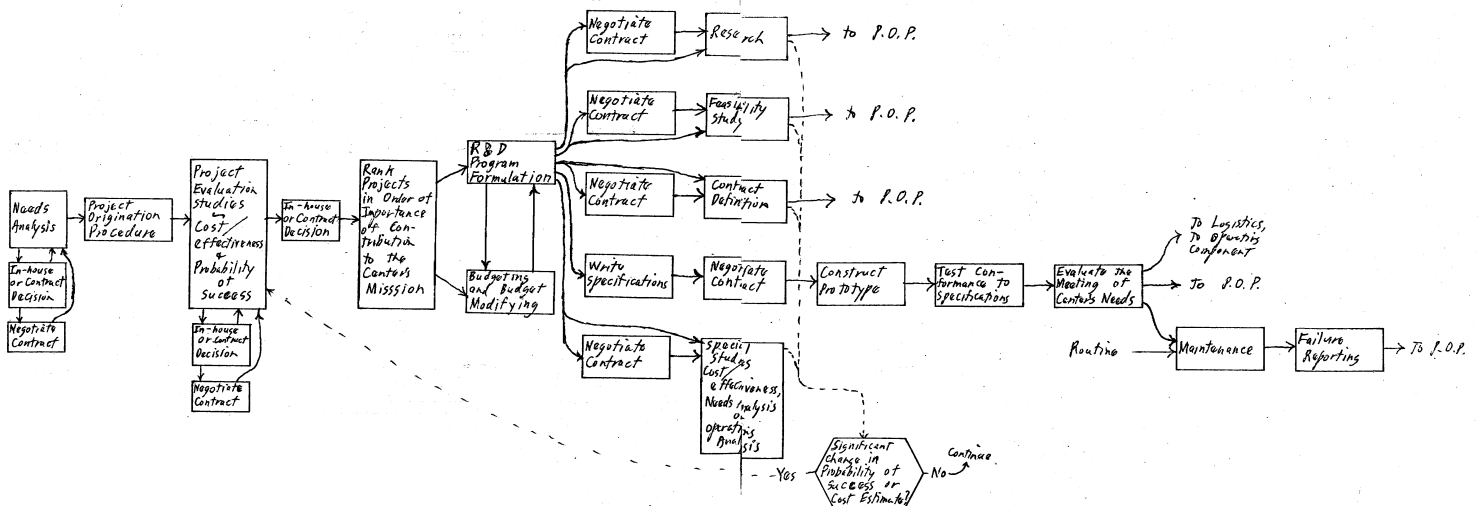 Needs
Analysis
In-house
or Contract
Decision
Negotiate
Contract
Project
Origination
Procedure
Project
Evaluation
Studies
Cost
effectiveness
&
Probability
of
Success
In-house
or Contract
Decision
Negotiate
Contract
In-house
or Contract
Decision
Rank
Projects
in Order of
Importance
of Con-
tribution
to the
Center's
Misssion
R&D
Program
Formulation
Budgeting
and Budget
Modifying
Negotiate
Contract
Research
to P.O.P.
Negotiate
Contract
Feasibility
Study
to P.O.P.
Negotiate
Contract
Contract
Definition
to P.O.P.
Write
Specifications
Negotiate
Contract
Construct
Prototype
Test Con-
formance to
Specifications
Evaluate the
Meeting of
Center's Needs
To Logistics,
To Operating
Component
To P.O.P.
Routine
Maintenance
Failure
Reporting
To P.O.P.
Negotiate
Contract
Special
Studies
Cost
effectiveness,
Needs Analysis
or
Operations
Analysis
Significant
change in
Probability of
Success or
Cost Estimate?
Yes
No
Continue